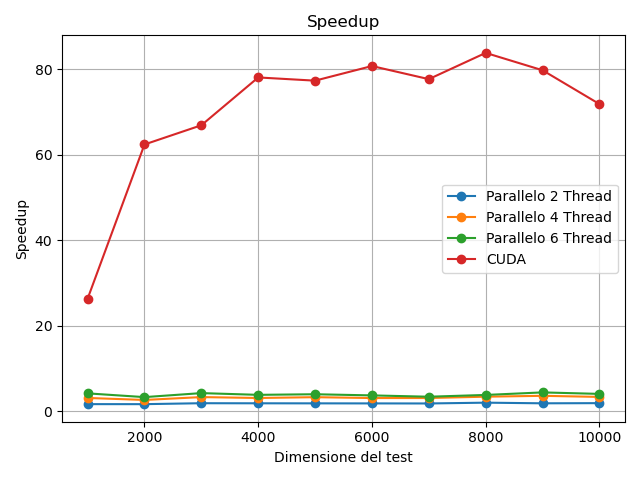 Speedup
80
60
40
20
0
Speedup
Parallelo 2 Thread
Parallelo 4 Thread
Parallelo 6 Thread
CUDA
2000 4000 6000 8000 10000
Dimensione del test